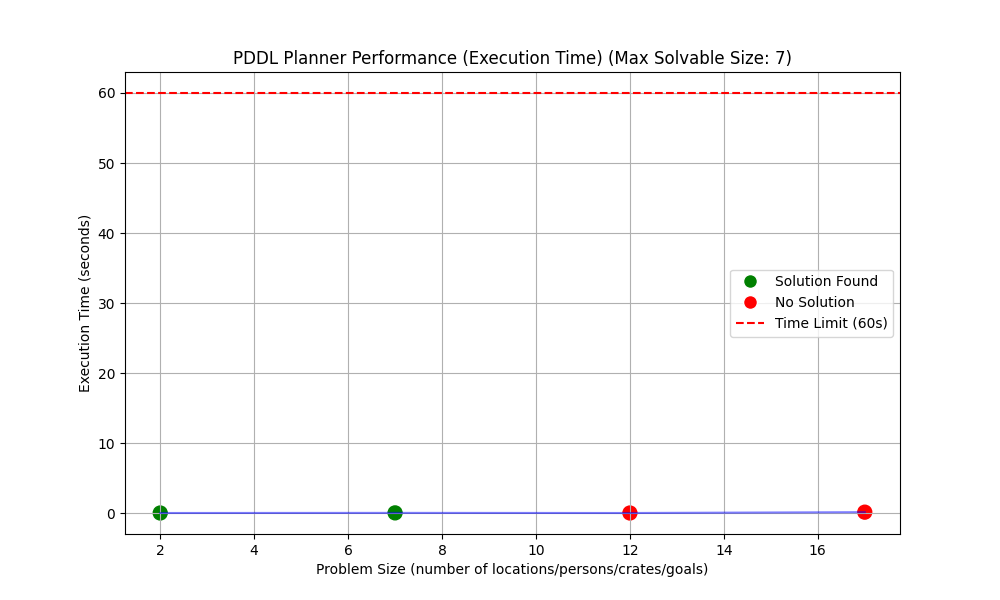 PDDL Planner Performance (Execution Time) (Max Solvable Size: 7)
Execution Time (seconds)
60
50
40
30
20
10
0
Solution Found
No Solution
Time Limit (60s)
2 4 6 8 10 12 14 16
Problem Size (number of locations/persons/crates/goals)